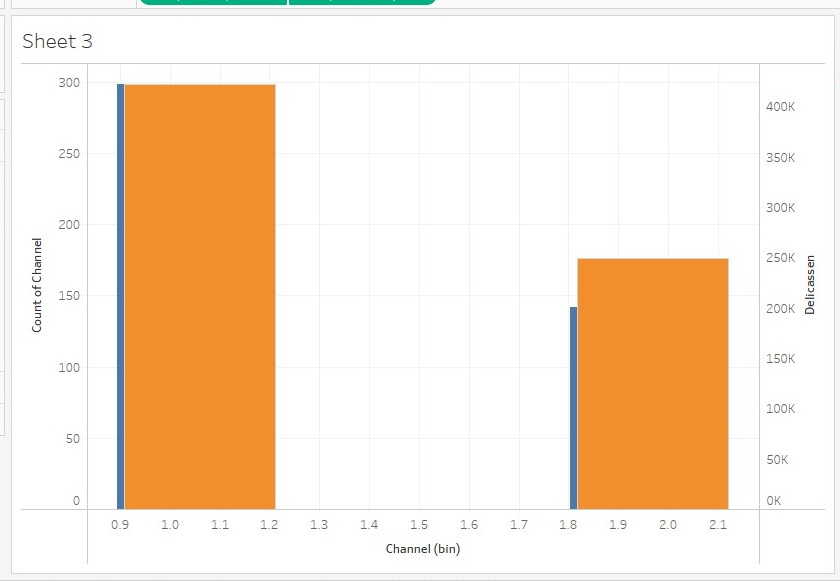 Sheet 3
300
250
200
150
100
50
0
Count of Channel
400K
350K
300K
250K
200K
150K
100K
50K
0K
Delicassen
0.9 1.0 1.1 1.2 1.3 1.4 1.5 1.6 1.7 1.8 1.9 2.0 2.1
Channel (bin)